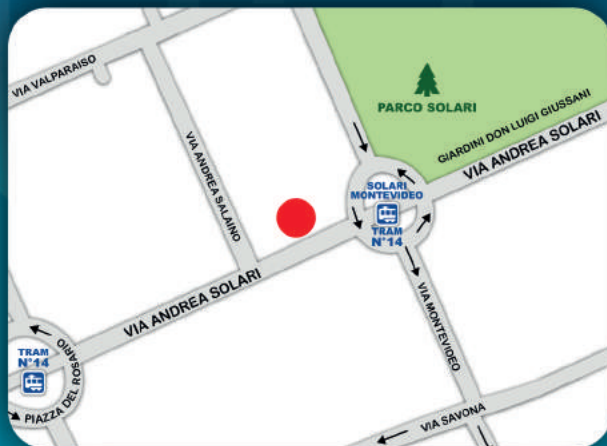 VIA VALPARAISO
PARCO SOLARI
GIARDINI DON LUIGI GIUSSANI
VIA ANDREA SOLARI
VIA ANDREA SALAINO
SOLARI
MONTEVIDEO
TRAM
N°14
VIA ANDREA SOLARI
VIA MONTEVIDEO
TRAM
N°14
PIAZZA DEL ROSARIO
VIA SAVONA